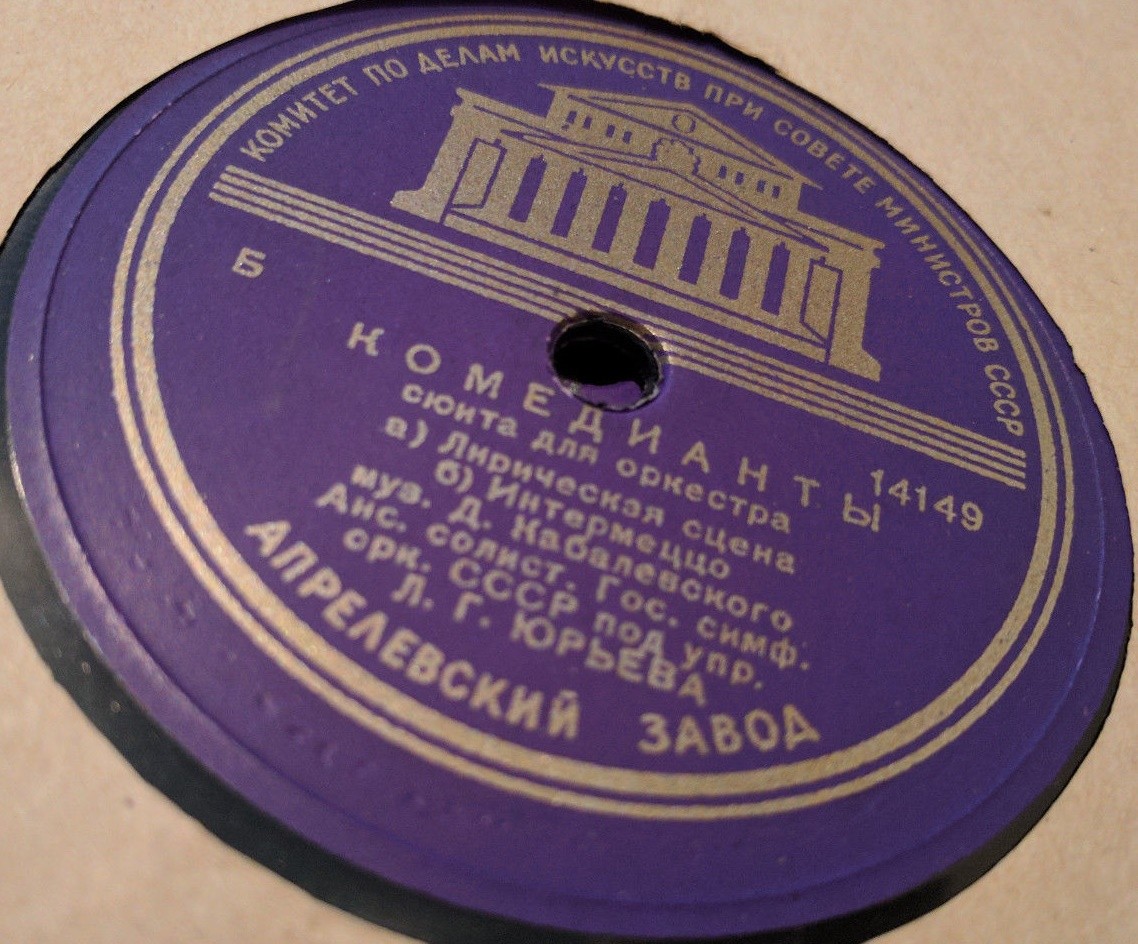 КОМИТЕТ ПО ДЕЛАМ ИСКУССТВ ПРИ СОВЕТЕ МИНИСТРОВ СССР
Б
14149
КОМЕДИАНТЫ
сюита для оркестра
а) Лирическая сцена
б) Интермеццо
муз. Д. Кабалевского
Анс. солист. Гос. симф.
орк. СССР под упр.
Л. Г. ЮРЬЕВА
АПРЕЛЕВСКИЙ ЗАВОД